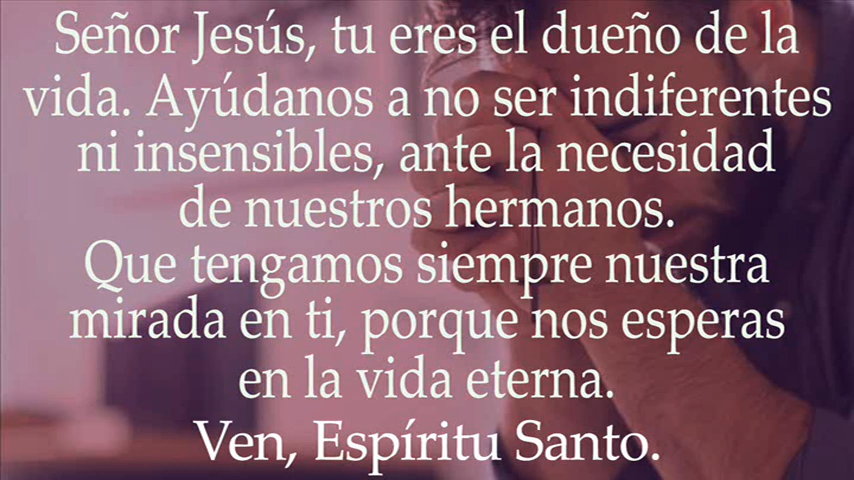 Señor Jesús, tu eres el dueño de la
vida. Ayúdanos a no ser indiferentes
ni insensibles, ante la necesidad
de nuestros hermanos.
Que tengamos siempre nuestra
mirada en ti, porque nos esperas
en la vida eterna.
Ven, Espíritu Santo.